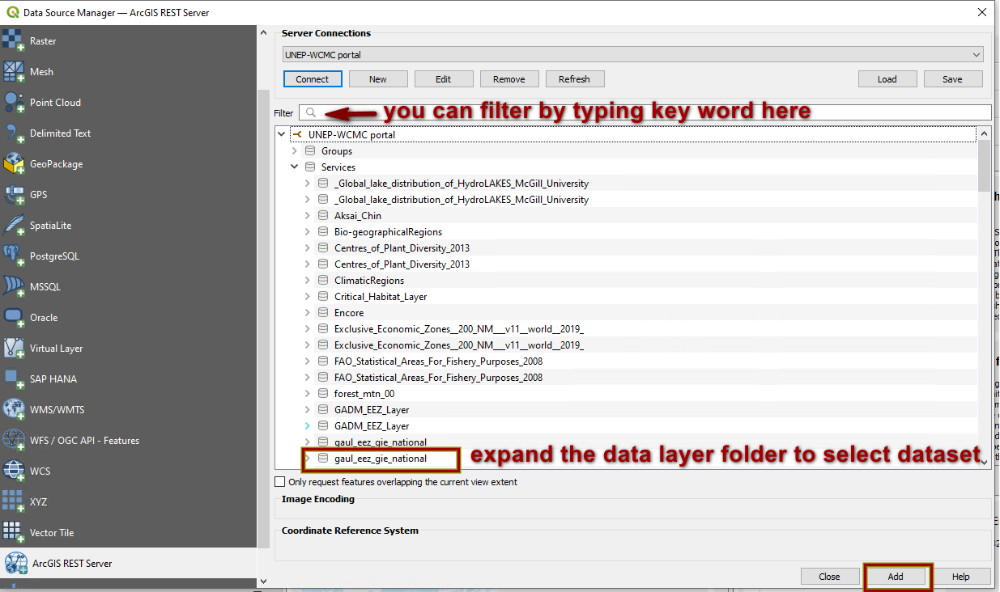 Data Source Manager — ArcGIS REST Server
Raster
Mesh
Point Cloud
Delimited Text
GeoPackage
GPS
SpatiaLite
PostgreSQL
MSSQL
Oracle
Virtual Layer
SAP HANA
WMS/WMTS
WFS / OGC API - Features
WCS
XYZ
Vector Tile
ArcGIS REST Server
Server Connections
UNEP-WCMC portal
Connect New Edit Remove Refresh Load Save
Filter you can filter by typing key word here
UNEP-WCMC portal
Groups
Services
_Global_lake_distribution_of_HydroLAKES_McGill_University
_Global_lake_distribution_of_HydroLAKES_McGill_University
Aksai_Chin
Bio-geographicalRegions
Centres_of_Plant_Diversity_2013
Centres_of_Plant_Diversity_2013
ClimaticRegions
Critical_Habitat_Layer
Encore
Exclusive_Economic_Zones__200_NM___v11__world__2019_
Exclusive_Economic_Zones__200_NM___v11__world__2019_
FAO_Statistical_Areas_For_Fishery_Purposes_2008
FAO_Statistical_Areas_For_Fishery_Purposes_2008
forest_mtn_00
GADM_EEZ_Layer
GADM_EEZ_Layer
gaul_eez_gie_national
gaul_eez_gie_national expand the data layer folder to select dataset
Only request features overlapping the current view extent
Image Encoding
Coordinate Reference System
Close Add Help